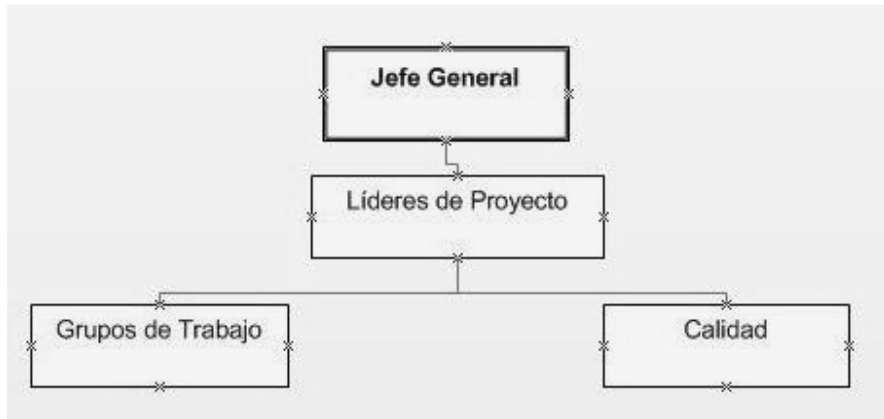 Jefe General
Líderes de Proyecto
Grupos de Trabajo
Calidad